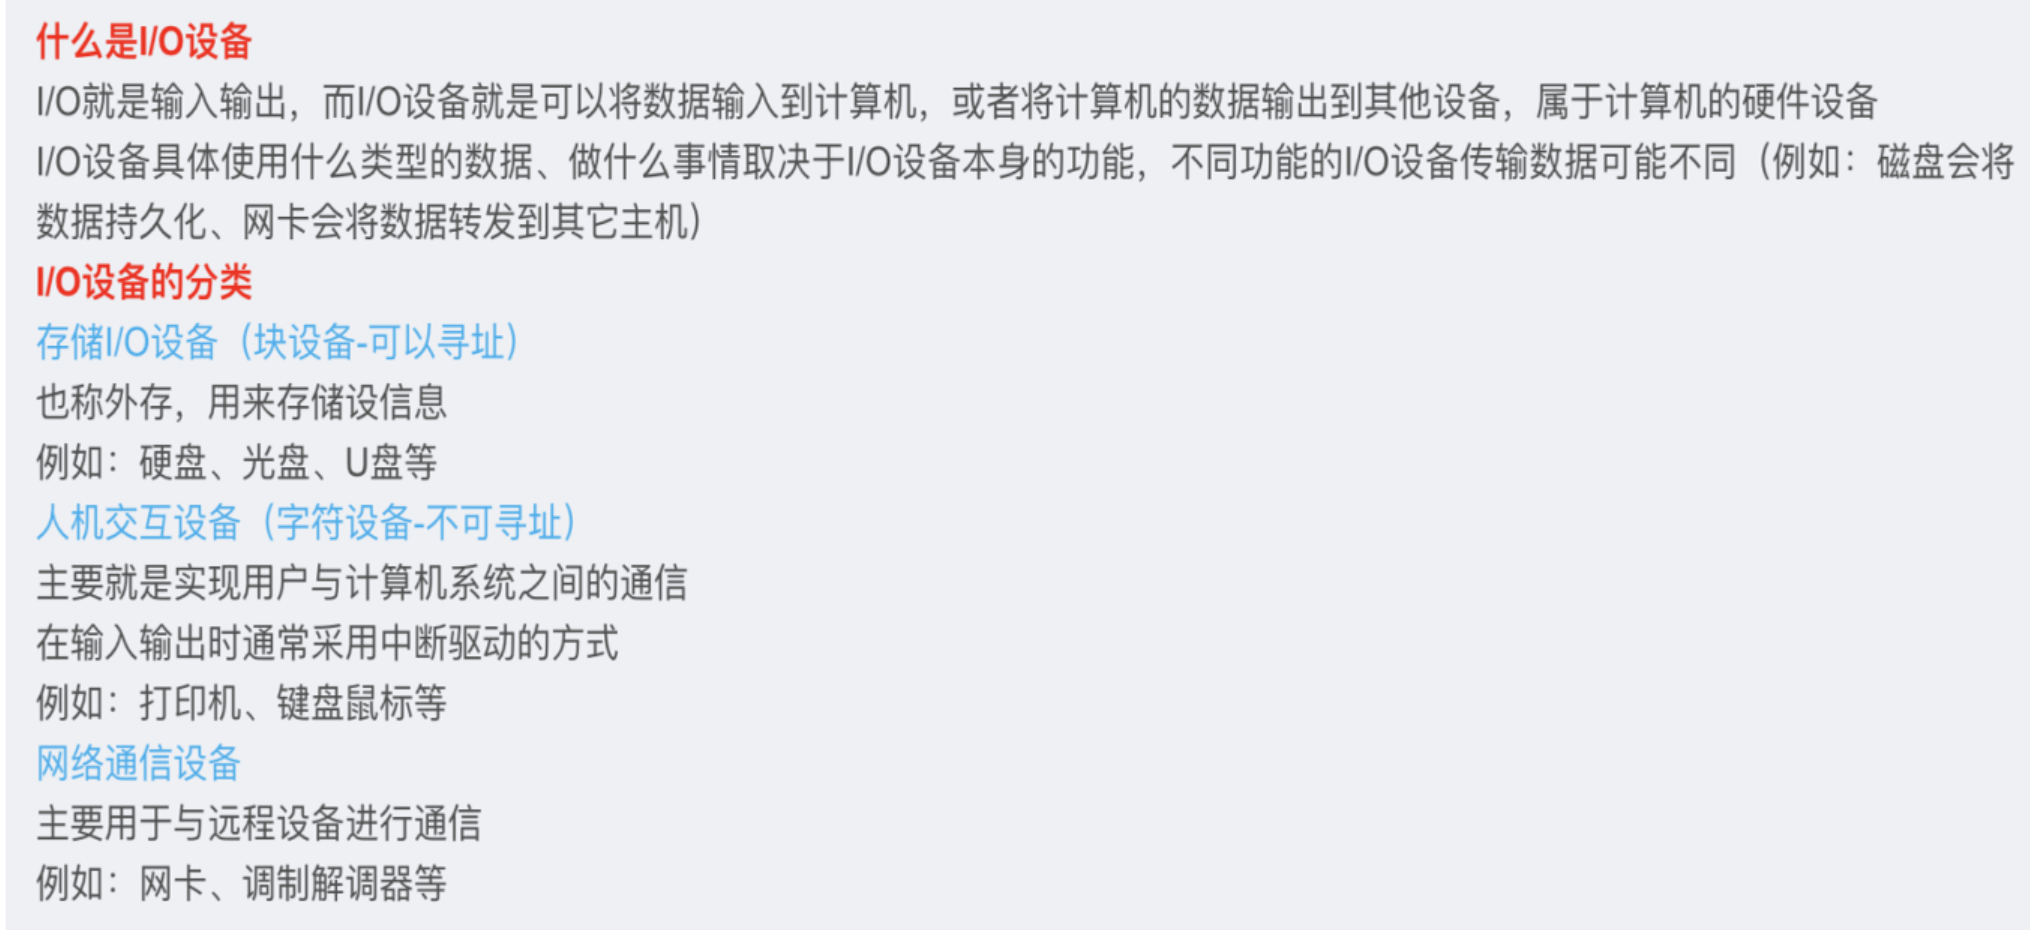 什么是I/O设备
I/O就是输入输出，而I/O设备就是可以将数据输入到计算机，或者将计算机的数据输出到其他设备，属于计算机的硬件设备
I/O设备具体使用什么类型的数据、做什么事情取决于I/O设备本身的功能，不同功能的I/O设备传输数据可能不同（例如：磁盘会将
数据持久化、网卡会将数据转发到其它主机）
I/O设备的分类
存储I/O设备（块设备-可以寻址）
也称外存，用来存储设信息
例如：硬盘、光盘、U盘等
人机交互设备（字符设备-不可寻址）
主要就是实现用户与计算机系统之间的通信
在输入输出时通常采用中断驱动的方式
例如：打印机、键盘鼠标等
网络通信设备
主要用于与远程设备进行通信
例如：网卡、调制解调器等